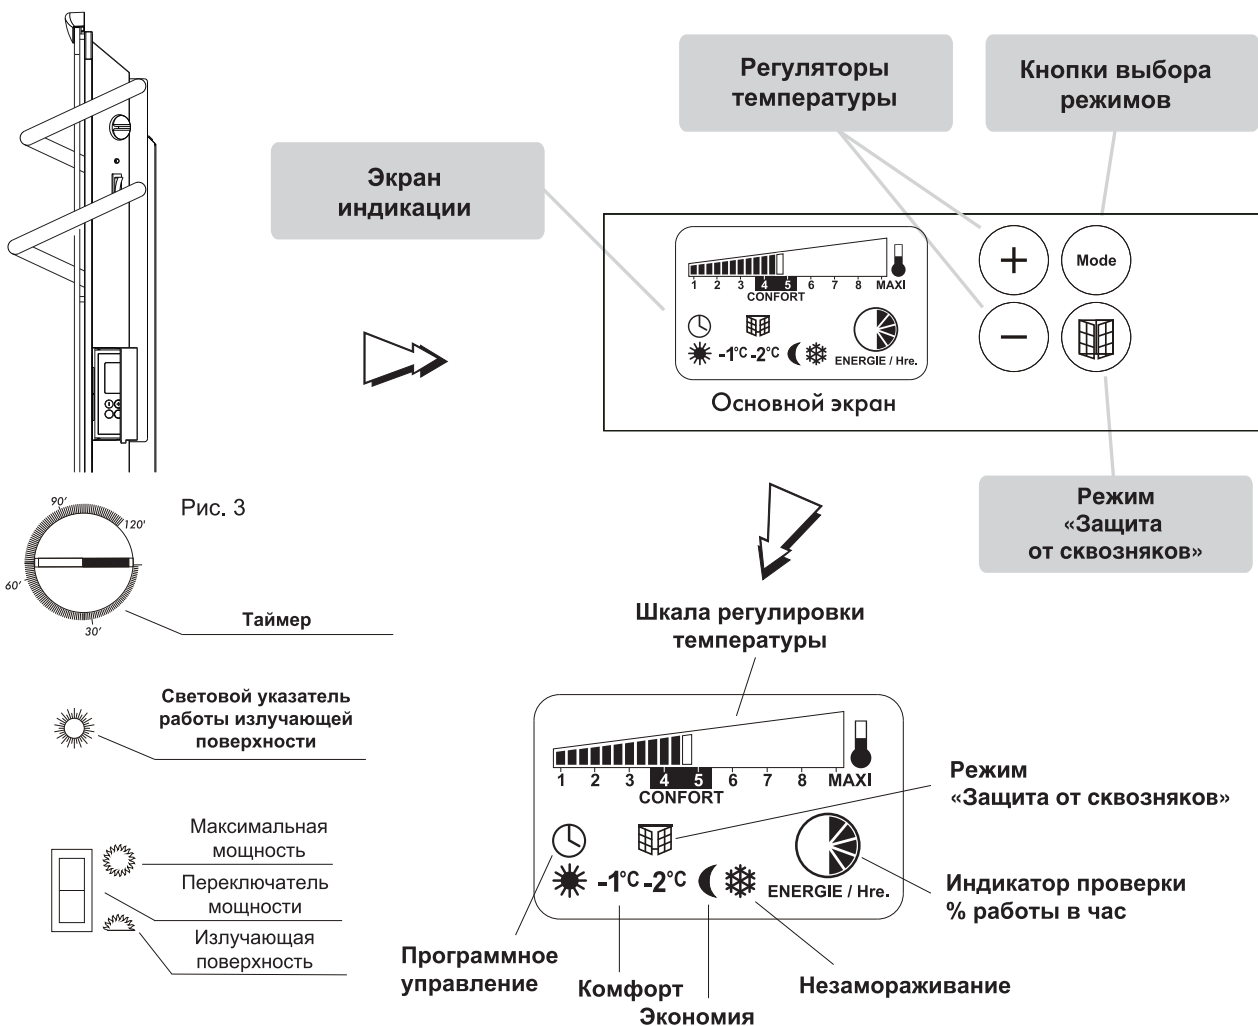 Регуляторы
температуры
Кнопки выбора
режимов
Экран
индикации
1 2 3 4 5 6 7 8 MAXI
CONFORT
-1°C -2°C
ENERGIE / Hre.
Основной экран
+
Mode
−
Режим
«Защита
от сквозняков»
Рис. 3
90'
120'
60'
30'
Таймер
Световой указатель
работы излучающей
поверхности
Максимальная
мощность
Переключатель
мощности
Излучающая
поверхность
Шкала регулировки
температуры
1 2 3 4 5 6 7 8 MAXI
CONFORT
-1°C -2°C
ENERGIE / Hre.
Режим
«Защита от сквозняков»
Индикатор проверки
% работы в час
Программное
управление
Комфорт
Экономия
Незамораживание